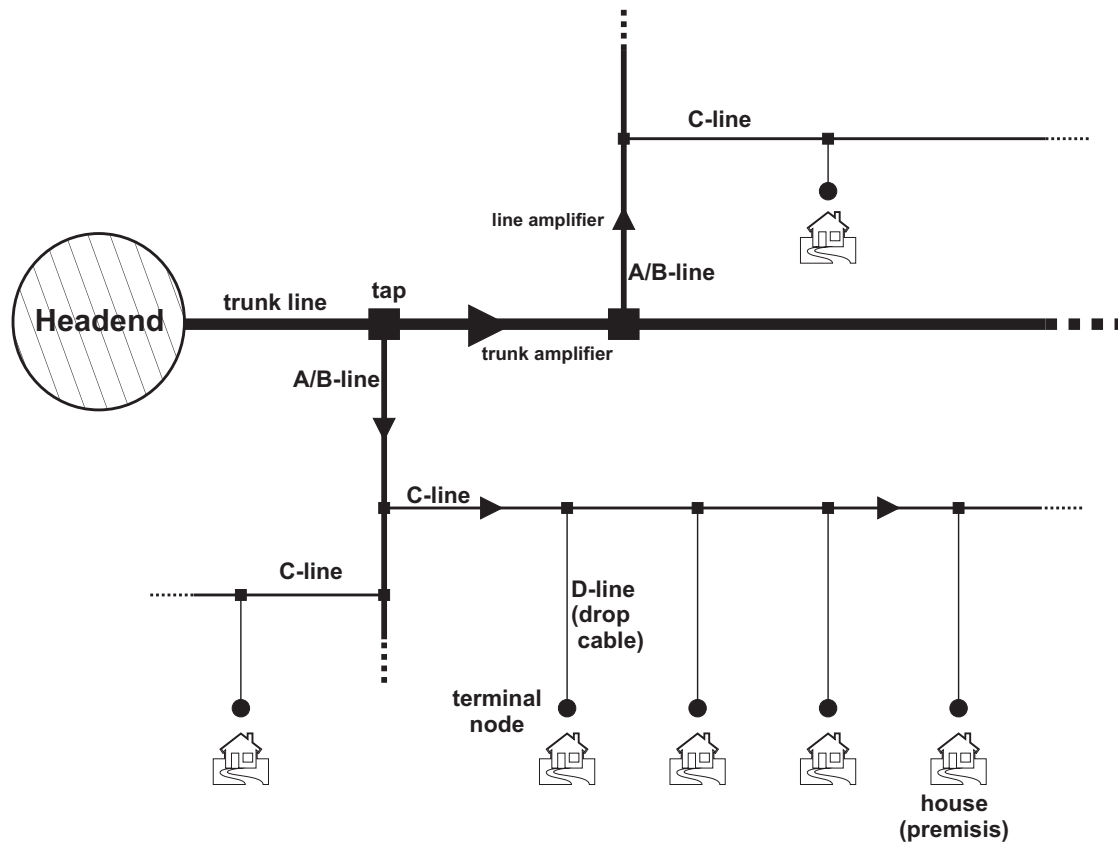 C-line
line amplifier
A/B-line
Headend
trunk line
tap
trunk amplifier
A/B-line
C-line
C-line
D-line
(drop
cable)
terminal
node
house
(premisis)